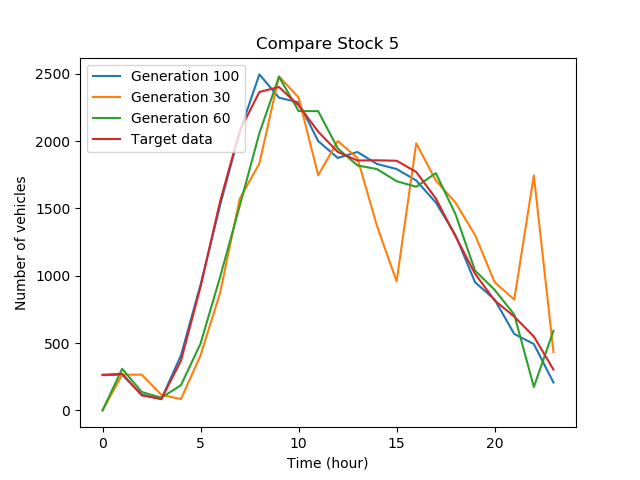 Compare Stock 5
Generation 100
Generation 30
Generation 60
Target data
Number of vehicles
2500
2000
1500
1000
500
0
0 5 10 15 20
Time (hour)